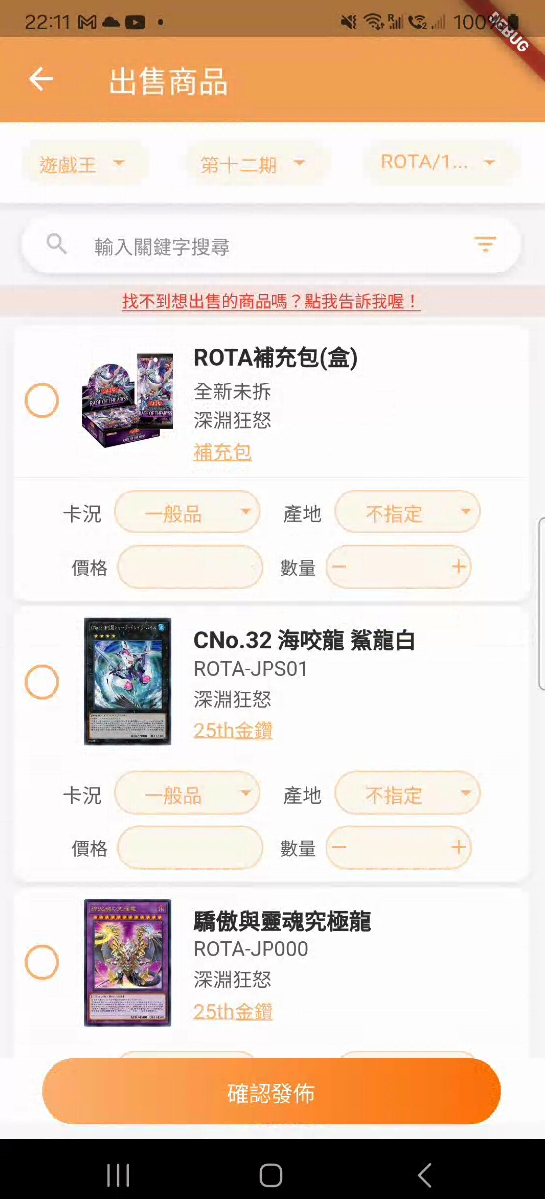 22:11
100%
DEBUG
出售商品
遊戲王
第十二期
ROTA/1...
輸入關鍵字搜尋
找不到想出售的商品嗎？點我告訴我喔！
ROTA補充包(盒)
全新未拆
深淵狂怒
補充包
卡況
一般品
產地
不指定
價格
數量
CNo.32 海咬龍 鯊龍白
ROTA-JPS01
深淵狂怒
25th金鑽
卡況
一般品
產地
不指定
價格
數量
驕傲與靈魂究極龍
ROTA-JP000
深淵狂怒
25th金鑽
確認發佈